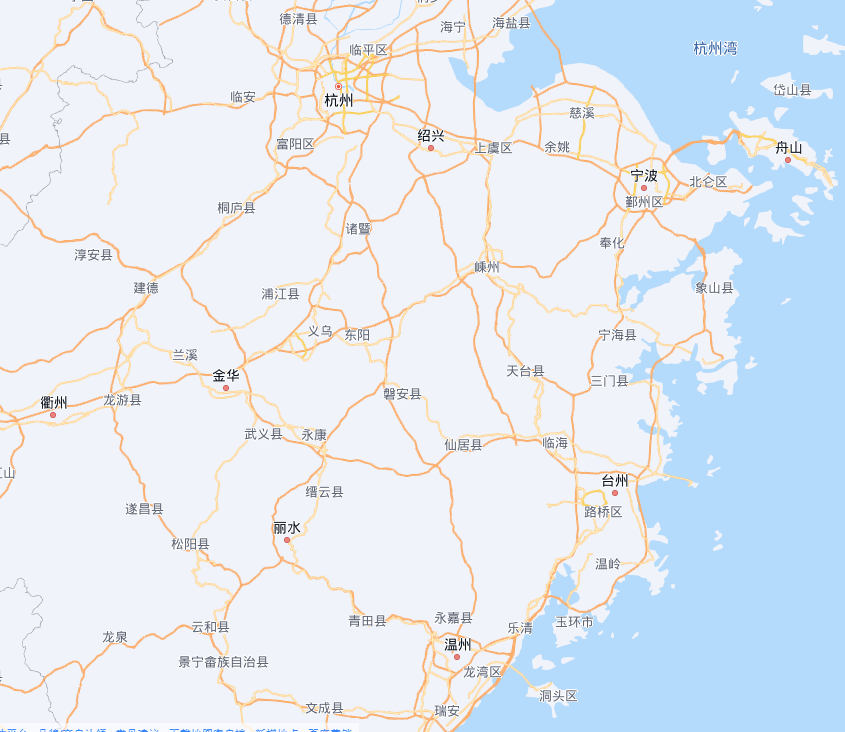 德清县
海宁
海盐县
临平区
杭州湾
临安
杭州
岱山县
慈溪
富阳区
绍兴
上虞区
余姚
舟山
宁波
北仑区
桐庐县
鄞州区
诸暨
奉化
淳安县
嵊州
建德
浦江县
象山县
义乌
东阳
宁海县
兰溪
金华
天台县
三门县
衢州
龙游县
磐安县
武义县
永康
仙居县
临海
江山
台州
缙云县
遂昌县
路桥区
丽水
松阳县
温岭
青田县
永嘉县
玉环市
云和县
乐清
龙泉
温州
景宁畲族自治县
龙湾区
洞头区
文成县
瑞安